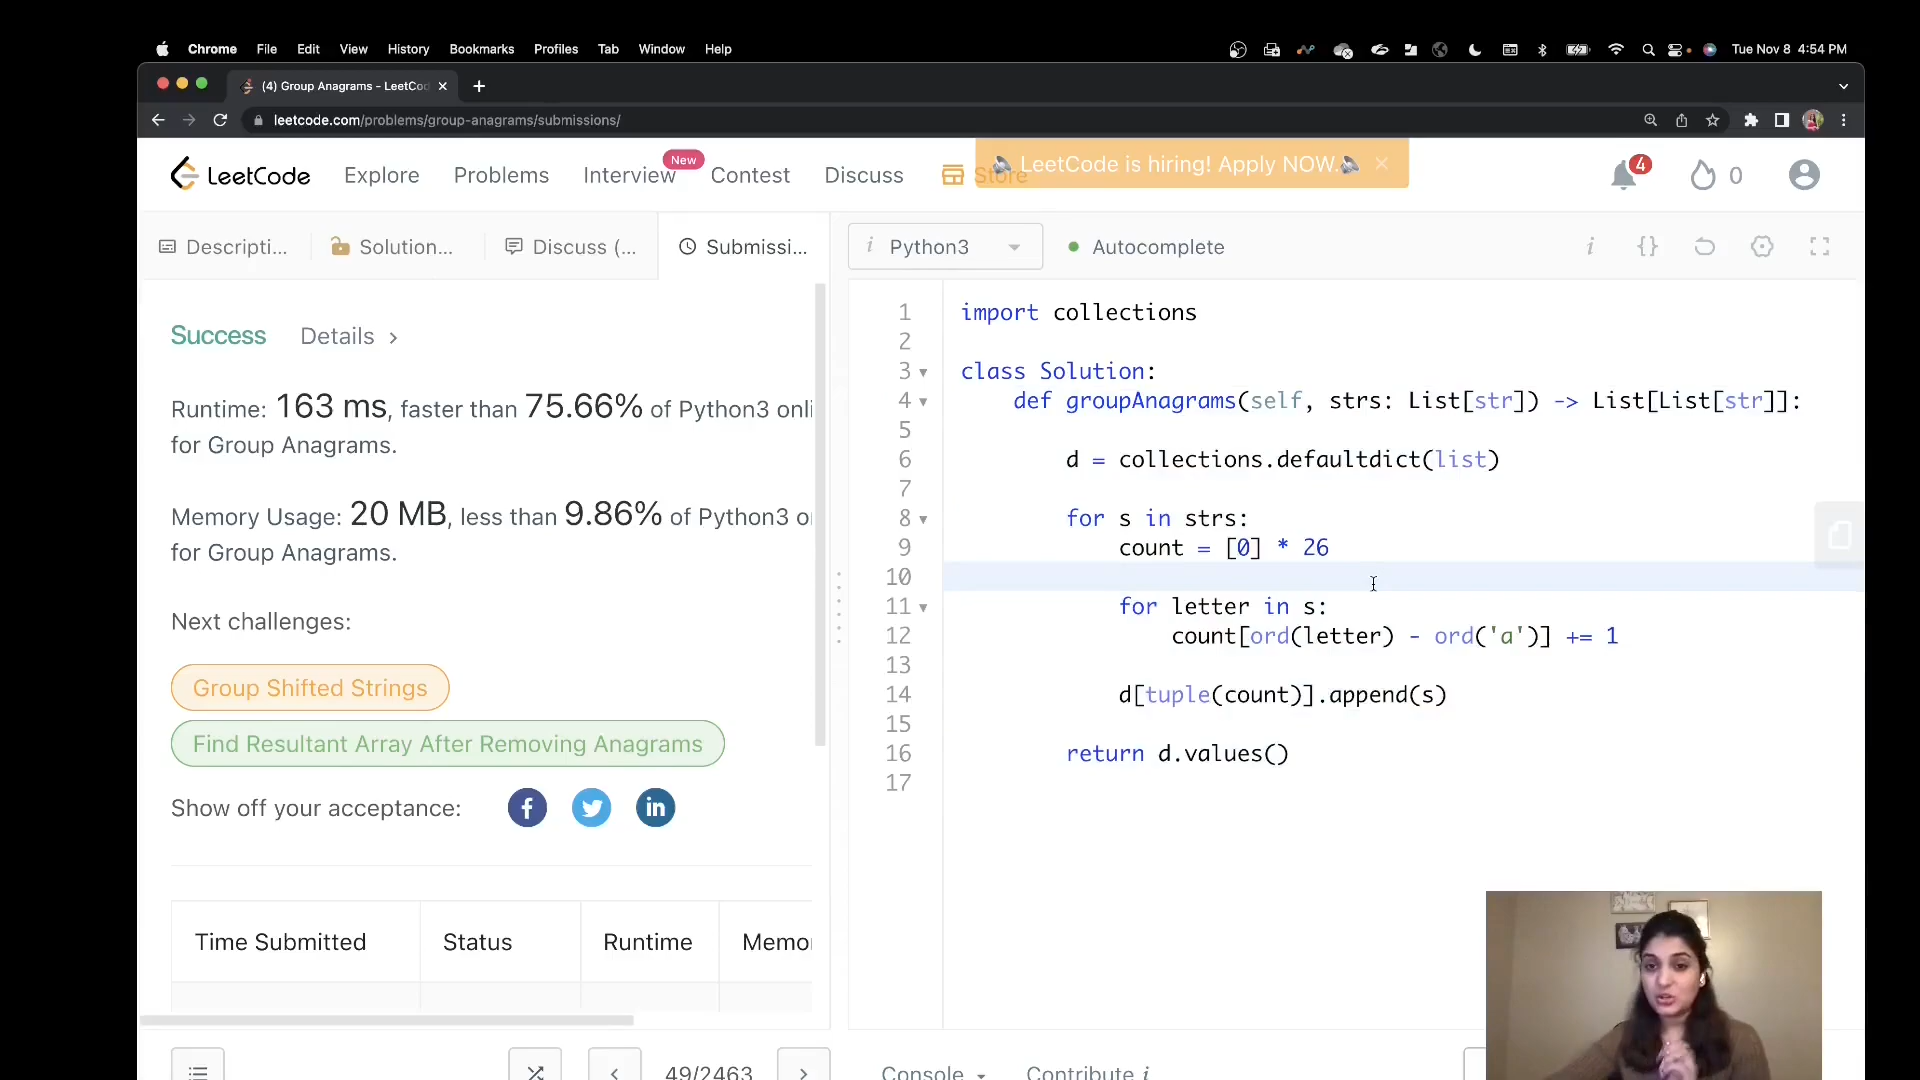 Chrome File Edit View History Bookmarks Profiles Tab Window Help Tue Nov 8 4:54 PM
(4) Group Anagrams - LeetCod
leetcode.com/problems/group-anagrams/submissions/
LeetCode Explore Problems Interview New Contest Discuss Store
LeetCode is hiring! Apply NOW.
4
0
Descripti...
Solution...
Discuss (...
Submissi...
i Python3
Autocomplete
i {}
Success Details
Runtime: 163 ms, faster than 75.66% of Python3 onli
for Group Anagrams.
Memory Usage: 20 MB, less than 9.86% of Python3 o
for Group Anagrams.
Next challenges:
Group Shifted Strings
Find Resultant Array After Removing Anagrams
Show off your acceptance:
f
in
Time Submitted Status Runtime Memo
49/2463
1 import collections
2
3 class Solution:
4 def groupAnagrams(self, strs: List[str]) -> List[List[str]]:
5
6 d = collections.defaultdict(list)
7
8 for s in strs:
9 count = [0] * 26
10
11 for letter in s:
12 count[ord(letter) - ord('a')] += 1
13
14 d[tuple(count)].append(s)
15
16 return d.values()
17
Console Contribute i